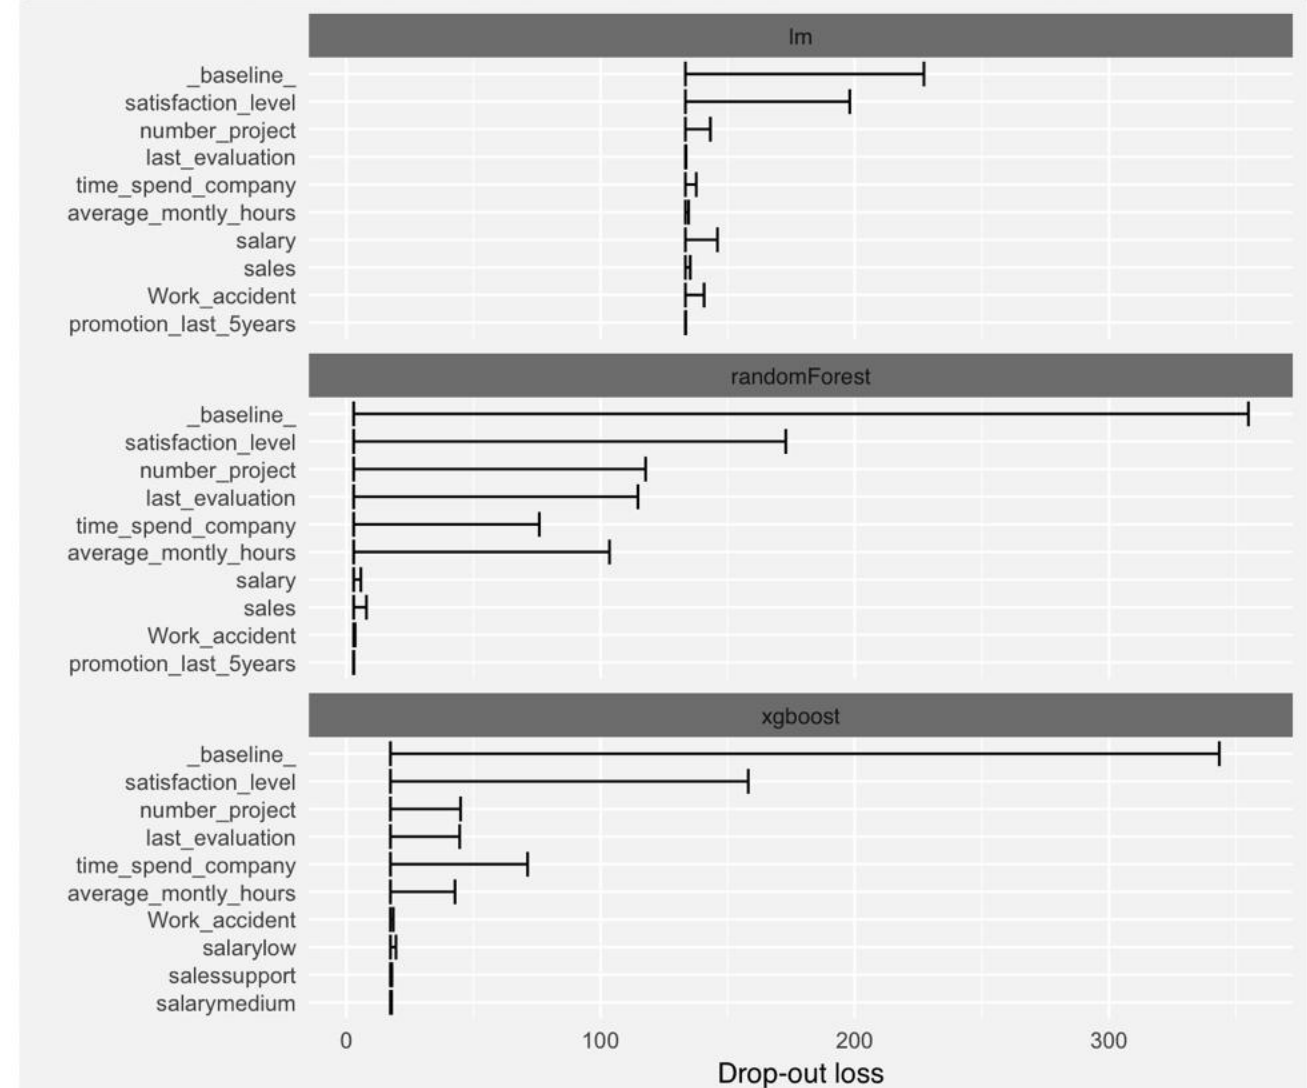 lm
_baseline_
satisfaction_level
number_project
last_evaluation
time_spend_company
average_montly_hours
salary
sales
Work_accident
promotion_last_5years
randomForest
_baseline_
satisfaction_level
number_project
last_evaluation
time_spend_company
average_montly_hours
salary
sales
Work_accident
promotion_last_5years
xgboost
_baseline_
satisfaction_level
number_project
last_evaluation
time_spend_company
average_montly_hours
Work_accident
salarylow
salessupport
salarymedium
0 100 200 300
Drop-out loss